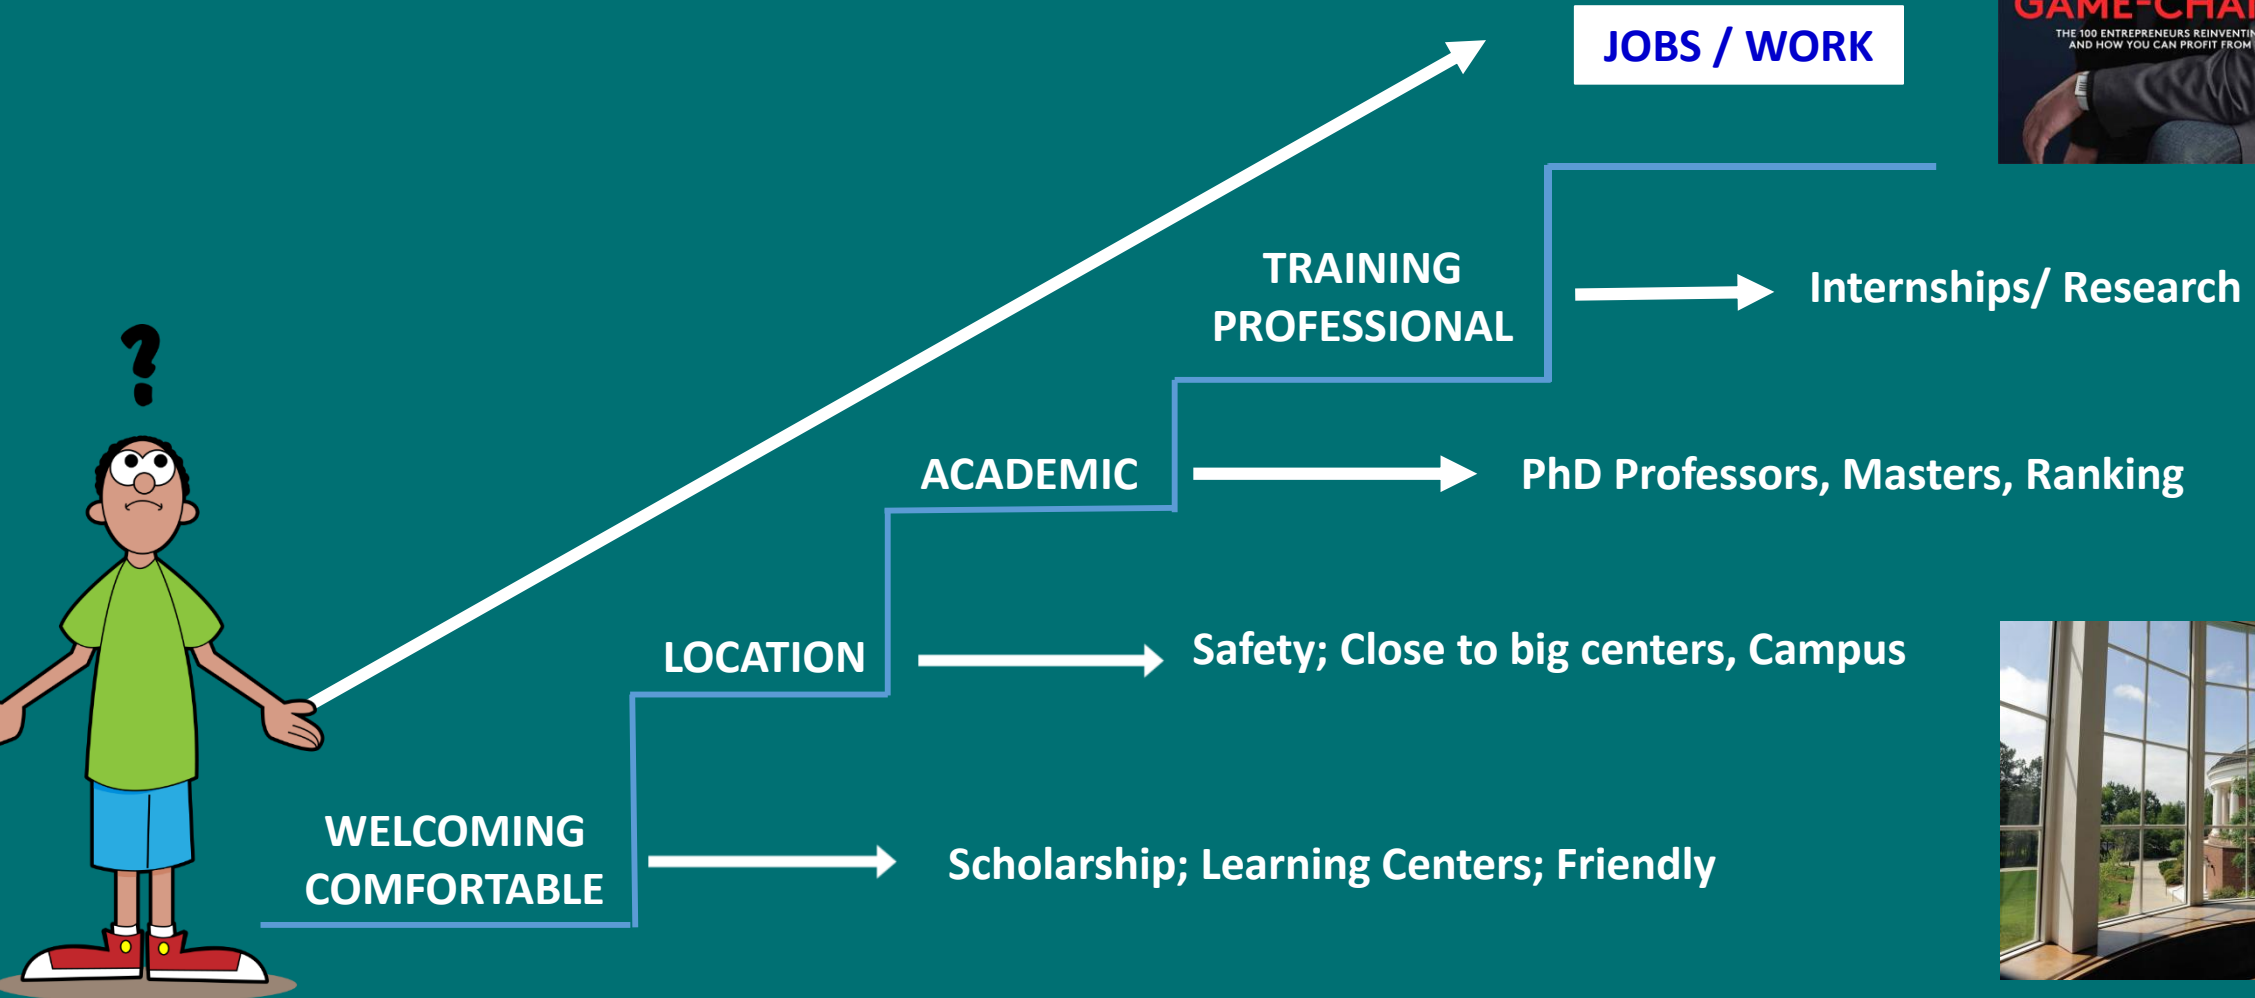 JOBS / WORK
THE 100 ENTREPRENEURS
AND HOW YOU CAN PROFIT FROM
TRAINING
PROFESSIONAL
Internships/ Research
?
ACADEMIC
PhD Professors, Masters, Ranking
LOCATION
Safety; Close to big centers, Campus
WELCOMING
COMFORTABLE
Scholarship; Learning Centers; Friendly